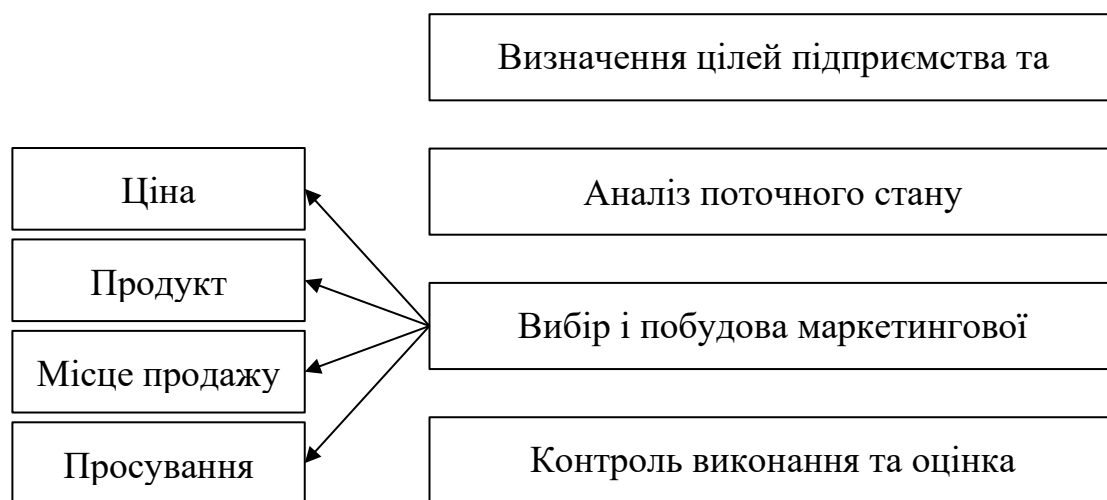 Визначення цілей підприємства та
Ціна
Аналіз поточного стану
Продукт
Вибір і побудова маркетингової
Місце продажу
Просування
Контроль виконання та оцінка